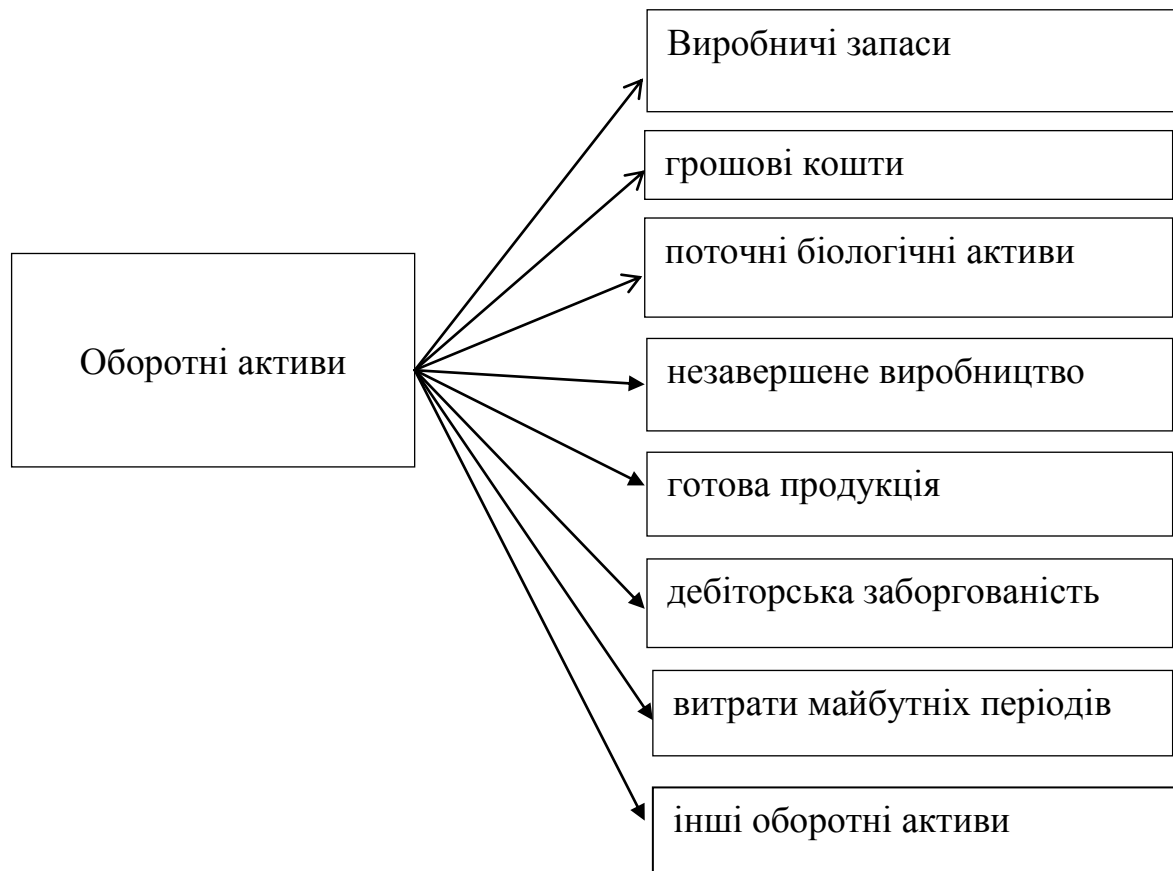 Оборотні активи
Виробничі запаси
грошові кошти
поточні біологічні активи
незавершене виробництво
готова продукція
дебіторська заборгованість
витрати майбутніх періодів
інші оборотні активи